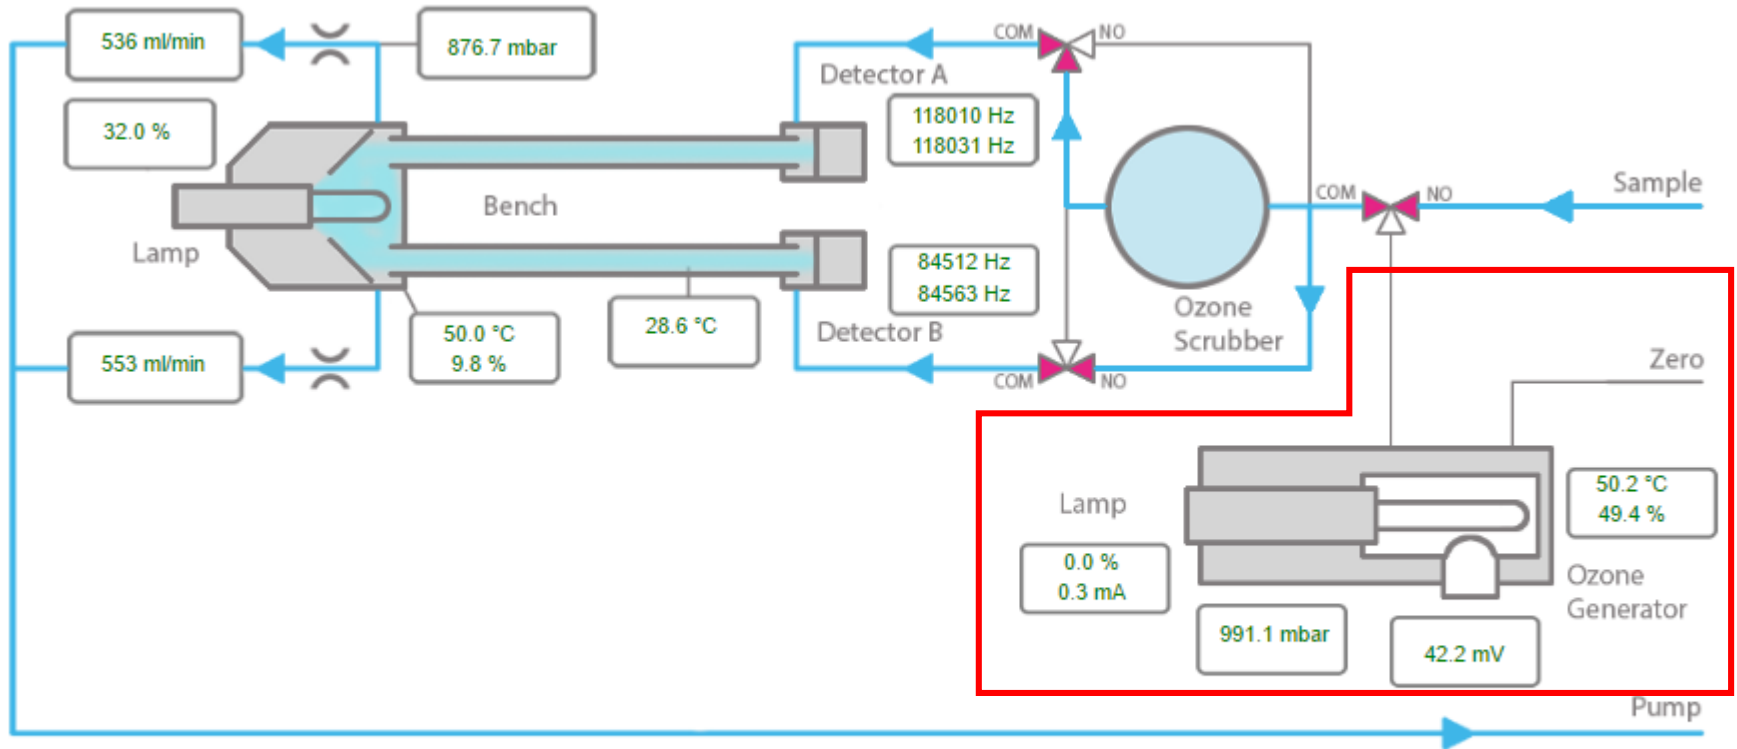 536 ml/min
876.7 mbar
COM
NO
Detector A
32.0 %
118010 Hz
118031 Hz
Bench
COM
NO
Sample
Lamp
84512 Hz
84563 Hz
50.0 °C
9.8 %
28.6 °C
Detector B
Ozone
Scrubber
553 ml/min
COM
NO
Zero
Lamp
0.0 %
0.3 mA
50.2 °C
49.4 %
Ozone
Generator
991.1 mbar
42.2 mV
Pump